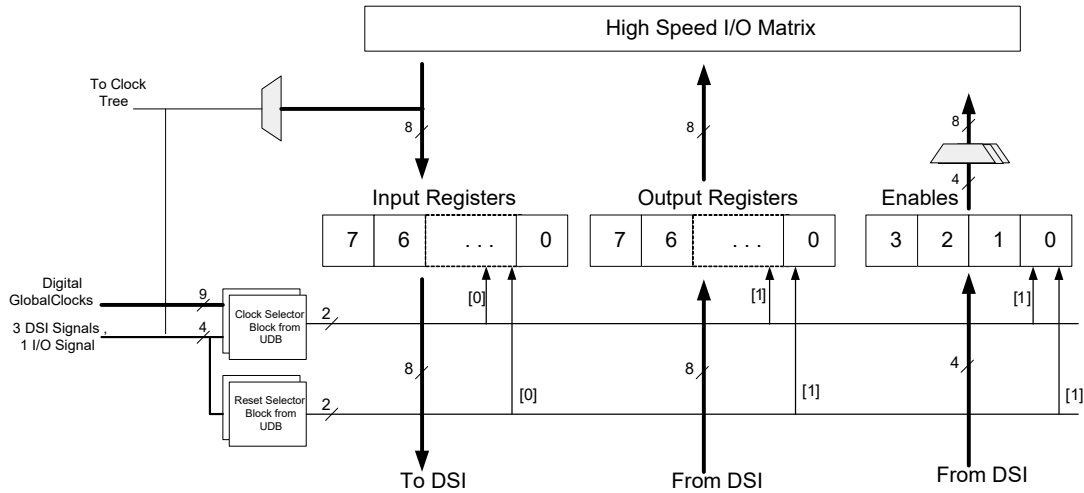 High Speed I/O Matrix
To Clock
Tree
8
8
8
4
Input Registers
Output Registers
Enables
7 6 . . . 0
7 6 . . . 0
3 2 1 0
Digital
GlobalClocks
9
3 DSI Signals ,
1 I/O Signal
4
Clock Selector
Block from
UDB
2
[0]
[1]
[1]
8
8
4
Reset Selector
Block from
UDB
2
[0]
[1]
[1]
To DSI
From DSI
From DSI